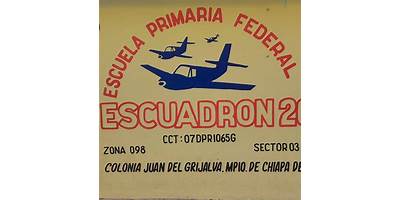 ESCUELA PRIMARIA FEDERAL
ESCUADRON 20
CCT: 07DPR1065G
ZONA 098 SECTOR 03
COLONIA JUAN DEL GRIJALVA, MPIO. DE CHIAPA DE